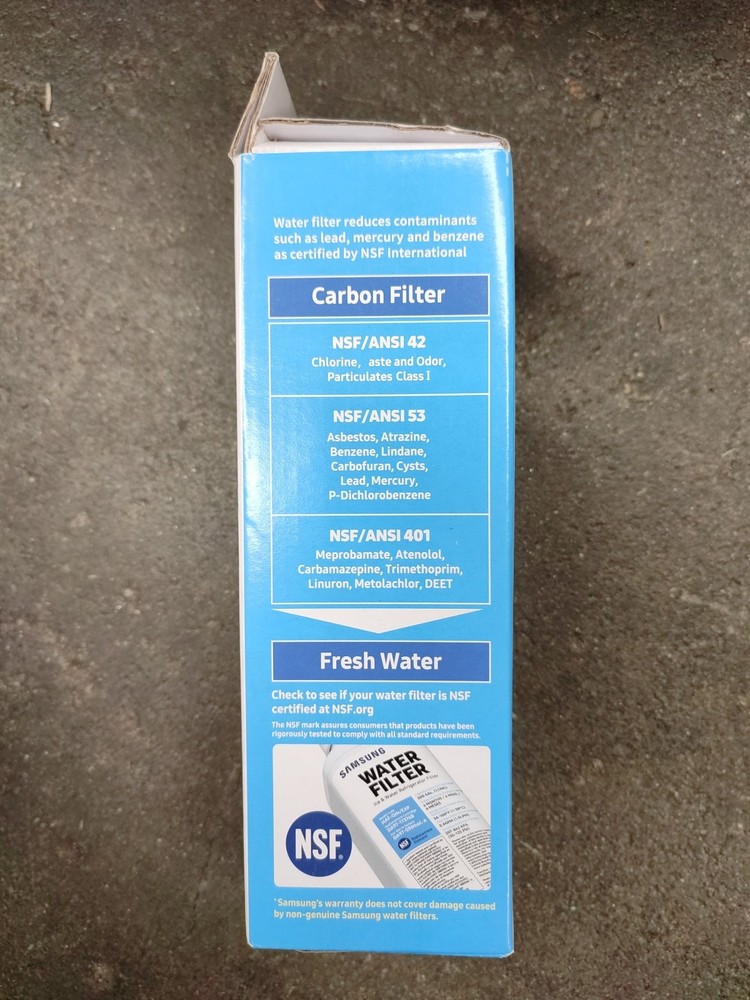 Water filter reduces contaminants
such as lead, mercury and benzene
as certified by NSF International
Carbon Filter
NSF/ANSI 42
Chlorine, aste and Odor,
Particulates Class I
NSF/ANSI 53
Asbestos, Atrazine,
Benzene, Lindane,
Carbofuran, Cysts,
Lead, Mercury,
P-Dichlorobenzene
NSF/ANSI 401
Meprobamate, Atenolol,
Carbamazepine, Trimethoprim,
Linuron, Metolachlor, DEET
Fresh Water
Check to see if your water filter is NSF
certified at NSF.org
The NSF mark assures consumers that products have been
rigorously tested to comply with all standard requirements.
SAMSUNG
WATER
FILTER
Ice & Water Refrigerator Filter
NSF
NSF®
*Samsung's warranty does not cover damage caused
by non-genuine Samsung water filters.